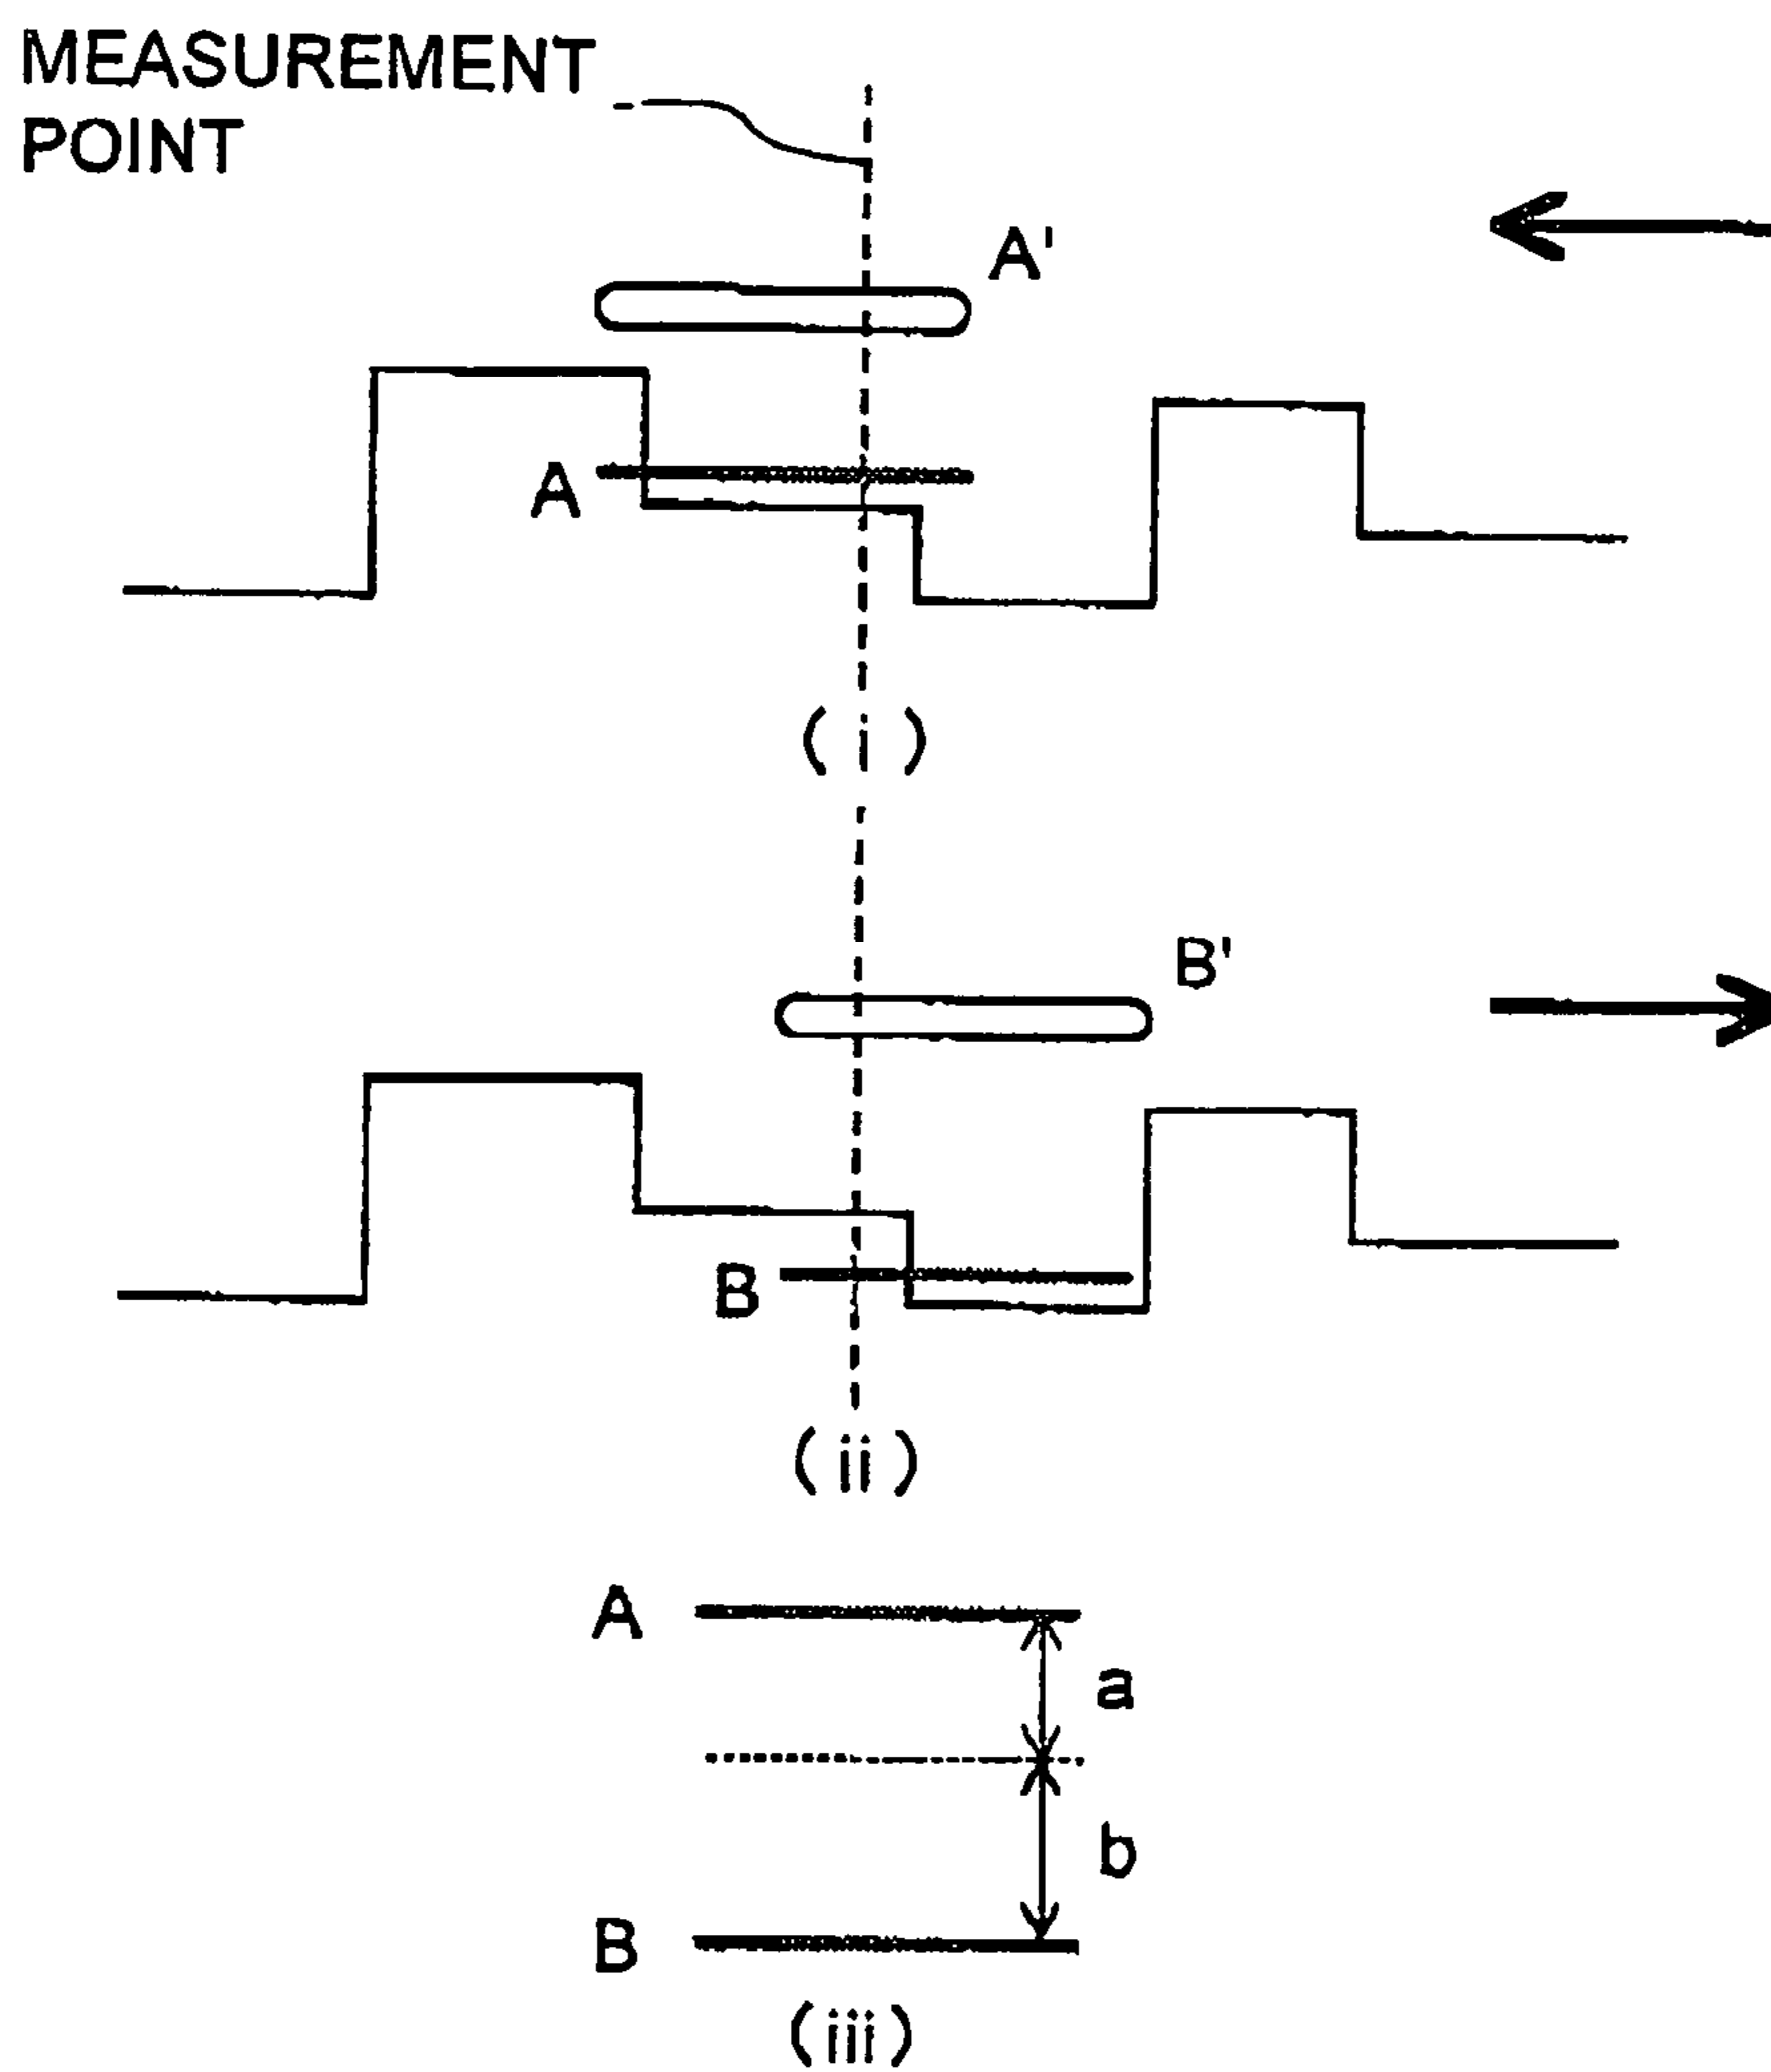 MEASUREMENT
POINT
A'
A
(i)
B'
B
(ii)
A
a
b
B
(iii)